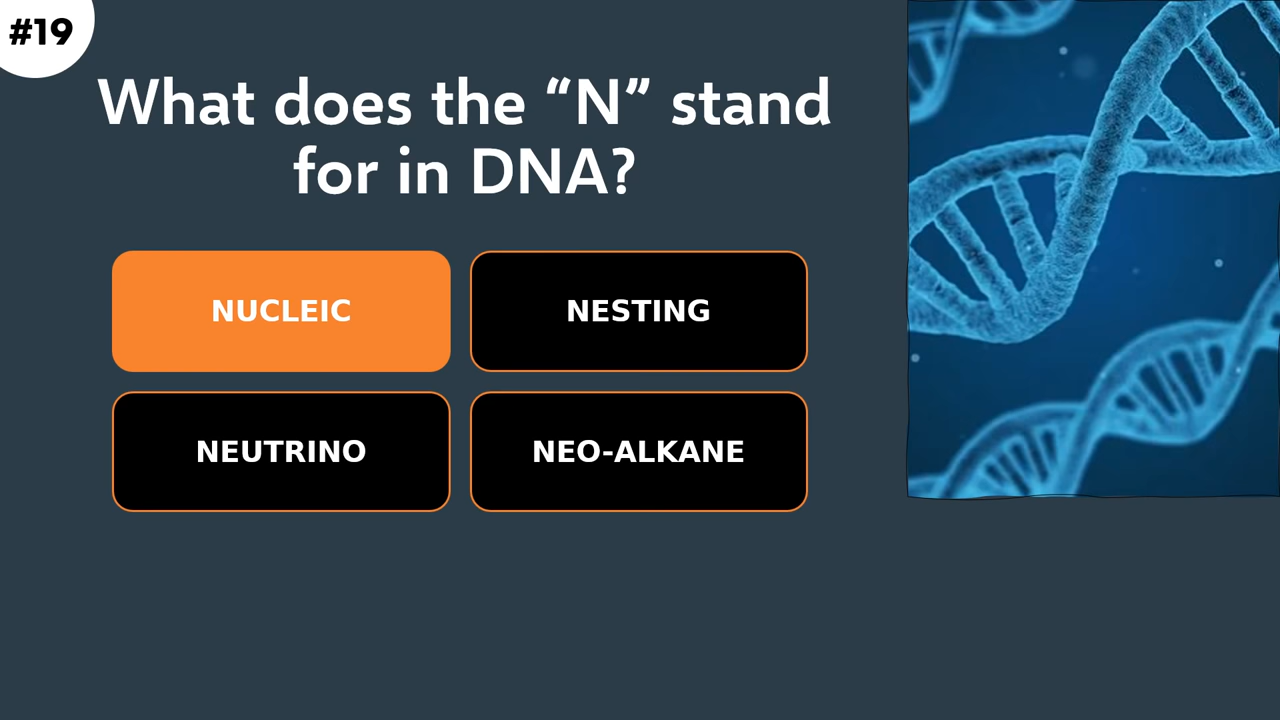 #19
What does the “N” stand
for in DNA?
NUCLEIC
NESTING
NEUTRINO
NEO-ALKANE